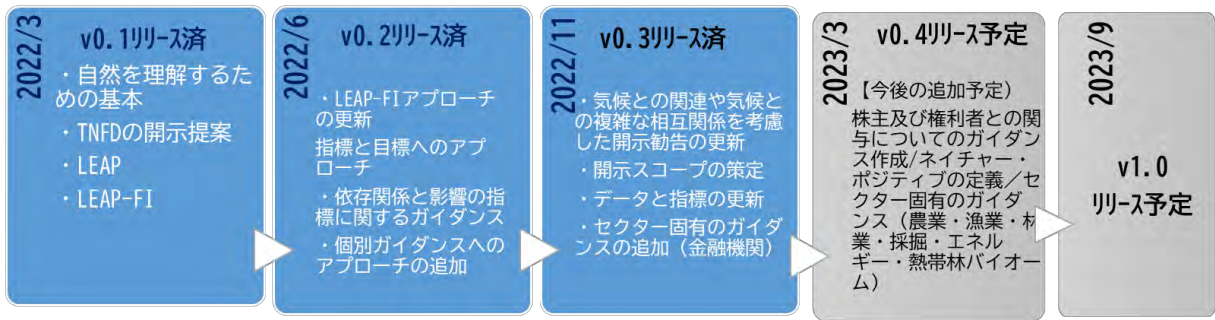 2022/3
v0.1リリース済
・自然を理解するた
めの基本
・TNFDの開示提案
・LEAP
・LEAP-FI
2022/6
v0.2リリース済
・LEAP-FIアプローチ
の更新
指標と目標へのアプ
ローチ
・依存関係と影響の指
標に関するガイダンス
・個別ガイダンスへの
アプローチの追加
2022/11
v0.3リリース済
・気候との関連や気候と
の複雑な相互関係を考慮
した開示勧告の更新
・開示スコープの策定
・データと指標の更新
・セクター固有のガイダ
ンスの追加（金融機関）
2023/3
v0.4リリース予定
【今後の追加予定）
株主及び権利者との関
与についてのガイダン
ス作成/ネイチャー・
ポジティブの定義／セ
クター固有のガイダ
ンス（農業・漁業・林
業・採掘・エネル
ギー・熱帯林バイオー
ム）
2023/9
v1.0
リリース予定